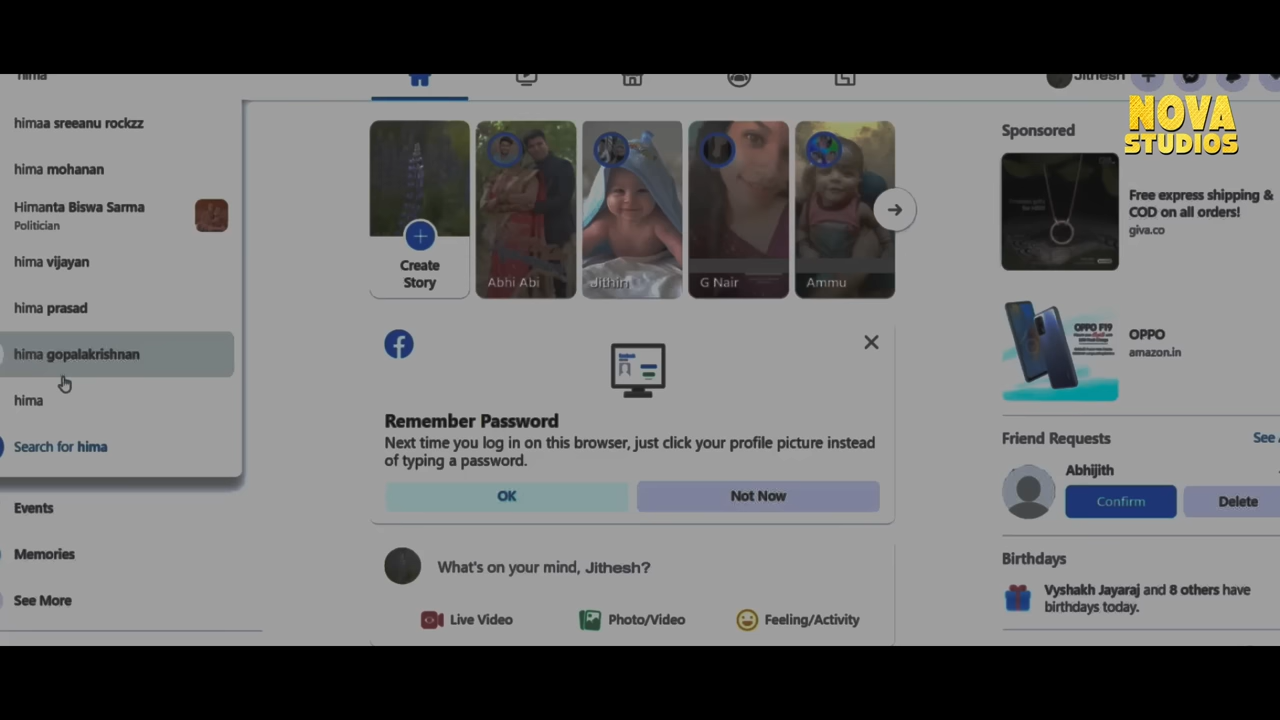 hima
Jithesh
NOVA
STUDIOS
himaa sreeanu rockzz
hima mohanan
Himanta Biswa Sarma
Politician
hima vijayan
hima prasad
hima gopalakrishnan
hima
Search for hima
Events
Memories
See More
Create
Story
Abhi Abi
Jithin
G Nair
Ammu
Remember Password
Next time you log in on this browser, just click your profile picture instead
of typing a password.
OK
Not Now
What's on your mind, Jithesh?
Live Video
Photo/Video
Feeling/Activity
Sponsored
Free express shipping &
COD on all orders!
giva.co
OPPO F19
OPPO
amazon.in
Friend Requests
See
Abhijith
Confirm
Delete
Birthdays
Vyshakh Jayaraj and 8 others have
birthdays today.